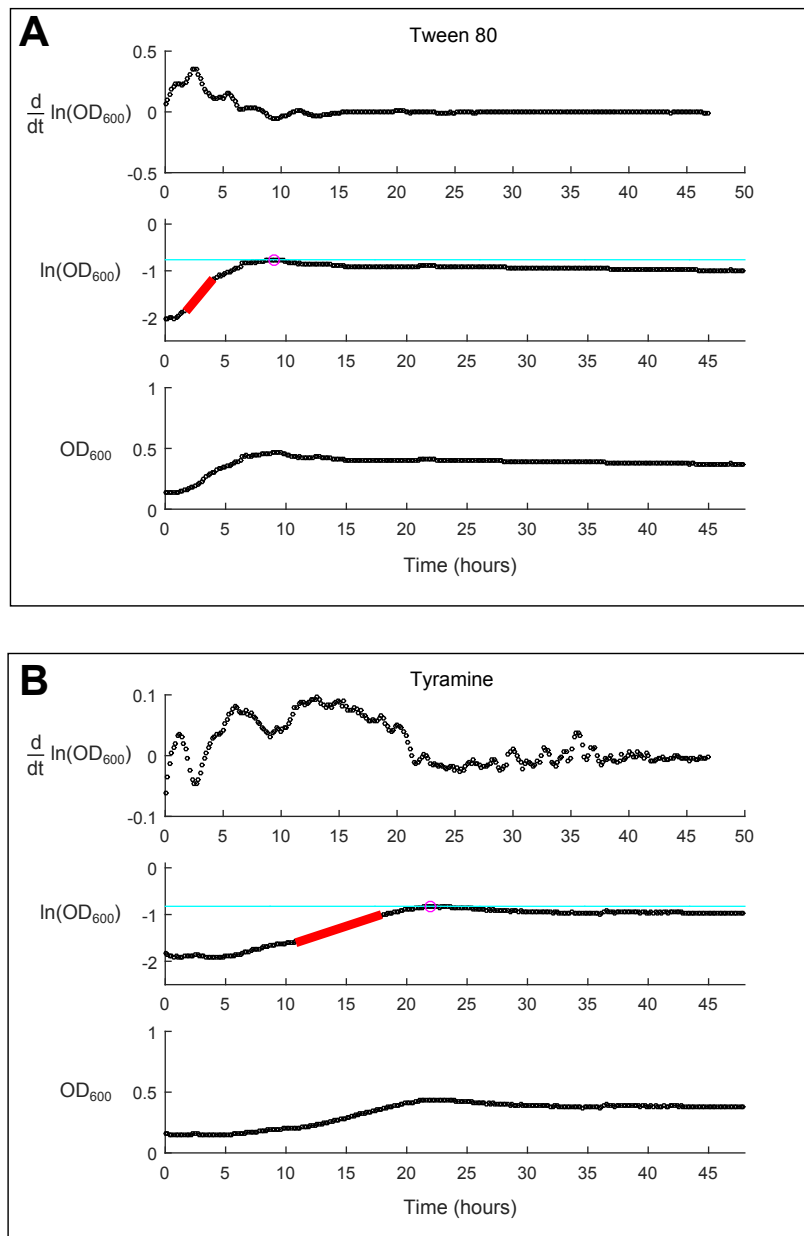 A
Tween 80
d/dt ln(OD600)
0.5
0
-0.5
0 5 10 15 20 25 30 35 40 45 50
ln(OD600)
0
-1
-2
0 5 10 15 20 25 30 35 40 45
OD600
1
0.5
0
0 5 10 15 20 25 30 35 40 45
Time (hours)
B
Tyramine
d/dt ln(OD600)
0.1
0
-0.1
0 5 10 15 20 25 30 35 40 45 50
ln(OD600)
0
-1
-2
0 5 10 15 20 25 30 35 40 45
OD600
1
0.5
0
0 5 10 15 20 25 30 35 40 45
Time (hours)